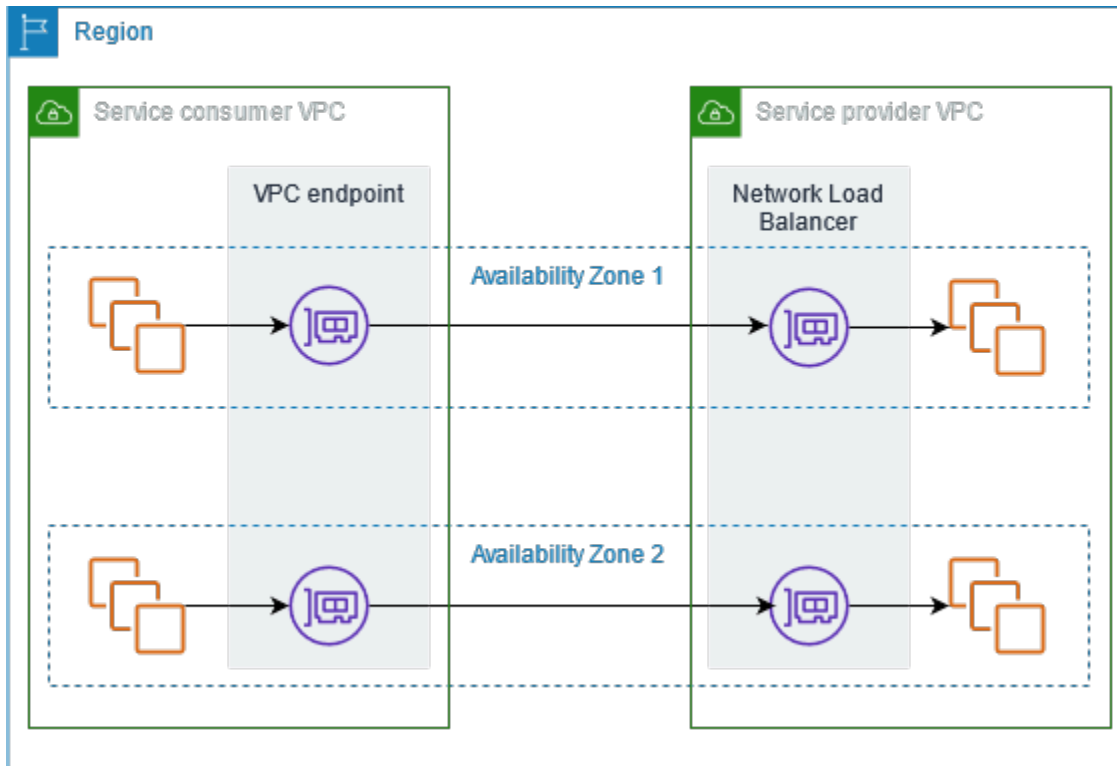 Region
Service consumer VPC
Service provider VPC
VPC endpoint
Network Load
Balancer
Availability Zone 1
Availability Zone 2